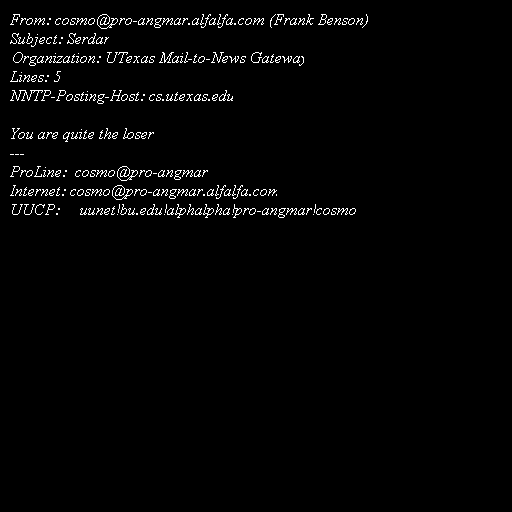 From: cosmo@pro-angmar.alfalfa.com (Frank Benson)
Subject: Serdar
Organization: UTexas Mail-to-News Gateway
Lines: 5
NNTP-Posting-Host: cs.utexas.edu

You are quite the loser
---
ProLine:  cosmo@pro-angmar
Internet: cosmo@pro-angmar.alfalfa.com
UUCP:     uunet!bu.edu!alphalpha!pro-angmar!cosmo